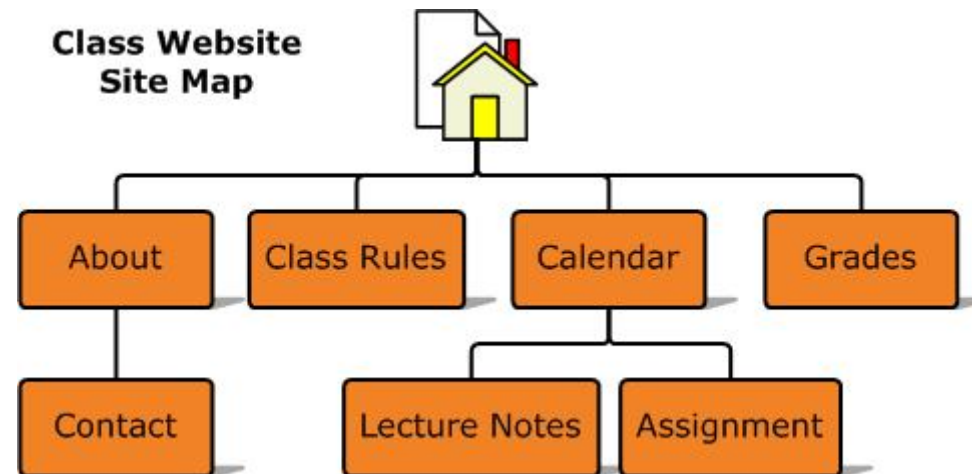 Class Website
Site Map
About
Class Rules
Calendar
Grades
Contact
Lecture Notes
Assignment